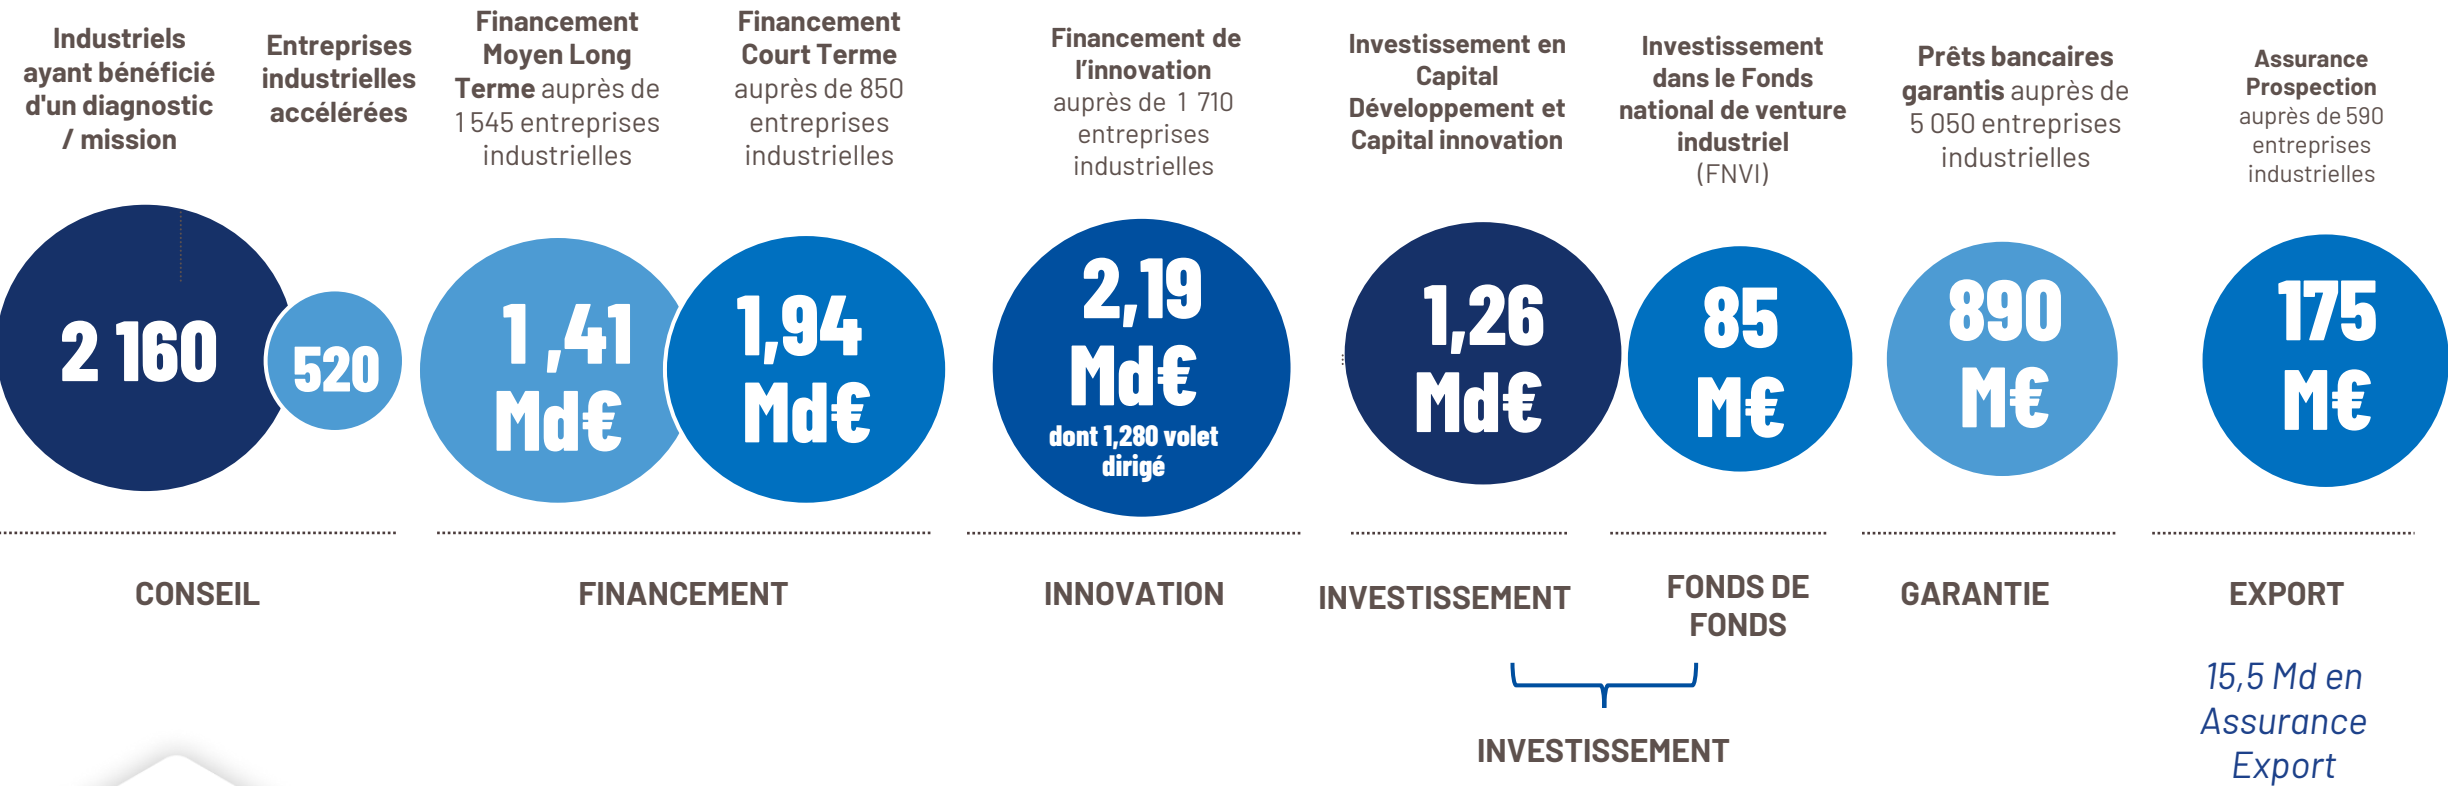 Industriels
ayant bénéficié
d'un diagnostic
/ mission
2 160
Entreprises
industrielles
accélérées
520
CONSEIL
Financement
Moyen Long
Terme auprès de
1 545 entreprises
industrielles
1 ,41
Md€
Financement
Court Terme
auprès de 850
entreprises
industrielles
1,94
Md€
FINANCEMENT
Financement de
l'innovation
auprès de 1 710
entreprises
industrielles
2,19
Md€
dont 1,280 volet
dirigé
INNOVATION
Investissement en
Capital
Développement et
Capital innovation
1,26
Md€
INVESTISSEMENT
Investissement
dans le Fonds
national de venture
industriel
(FNVI)
85
M€
FONDS DE
FONDS
INVESTISSEMENT
Prêts bancaires
garantis auprès de
5 050 entreprises
industrielles
890
M€
GARANTIE
Assurance
Prospection
auprès de 590
entreprises
industrielles
175
M€
EXPORT
15,5 Md en
Assurance
Export